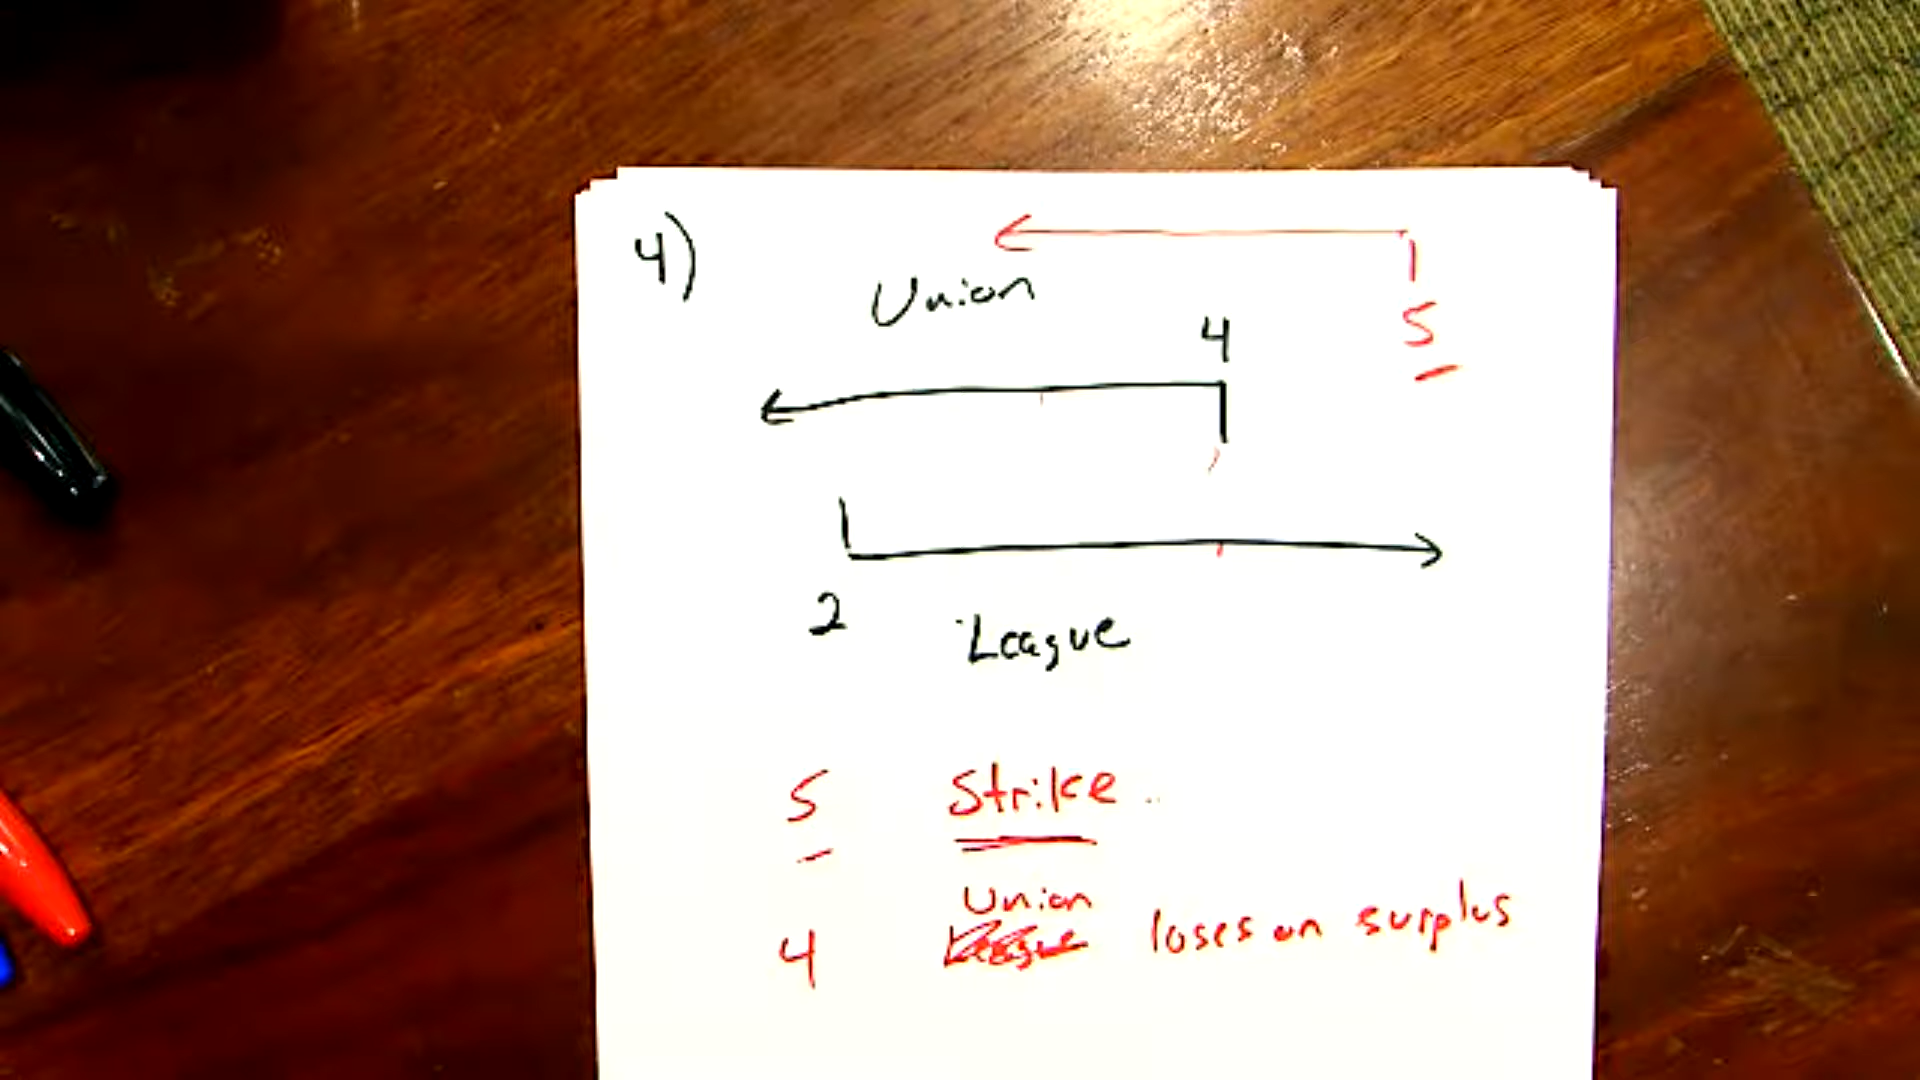 4)
Union
4
5
2
League
5 Strike
Union
4 loses on surplus